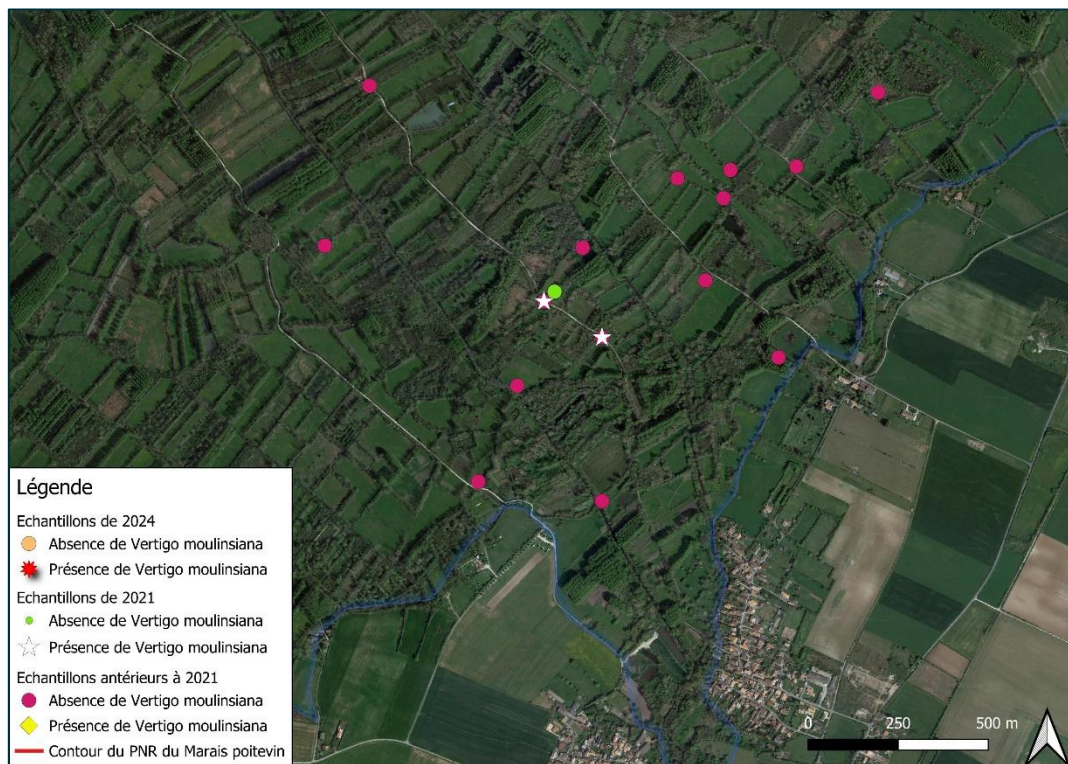 Légende
Echantillons de 2024
Absence de Vertigo moulinsiana
Présence de Vertigo moulinsiana
Echantillons de 2021
Absence de Vertigo moulinsiana
Présence de Vertigo moulinsiana
Echantillons antérieurs à 2021
Absence de Vertigo moulinsiana
Présence de Vertigo moulinsiana
Contour du PNR du Marais poitevin
0 250 500 m